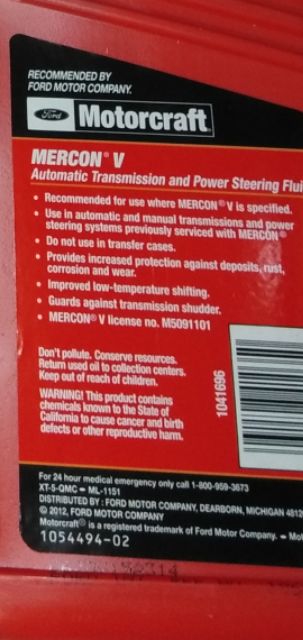 RECOMMENDED BY
FORD MOTOR COMPANY.
Ford Motorcraft
MERCON® V
Automatic Transmission and Power Steering Flui
• Recommended for use where MERCON® V is specified.
• Use in automatic and manual transmissions and power
steering systems previously serviced with MERCON®
• Do not use in transfer cases.
• Provides increased protection against deposits, rust,
corrosion and wear.
• Improved low-temperature shifting.
• Guards against transmission shudder.
• MERCON® V license no. M5091101
Don't pollute. Conserve resources.
Return used oil to collection centers.
Keep out of reach of children.
WARNING! This product contains
chemicals known to the State of
California to cause cancer and birth
defects or other reproductive harm.
1041696
For 24 hour medical emergency only call 1-800-959-3673
XT-5-QMC • ML-1151
DISTRIBUTED BY: FORD MOTOR COMPANY, DEARBORN, MICHIGAN 4812
© 2012, FORD MOTOR COMPANY
Motorcraft® is a registered trademark of Ford Motor Company. • Mot
1054494-02